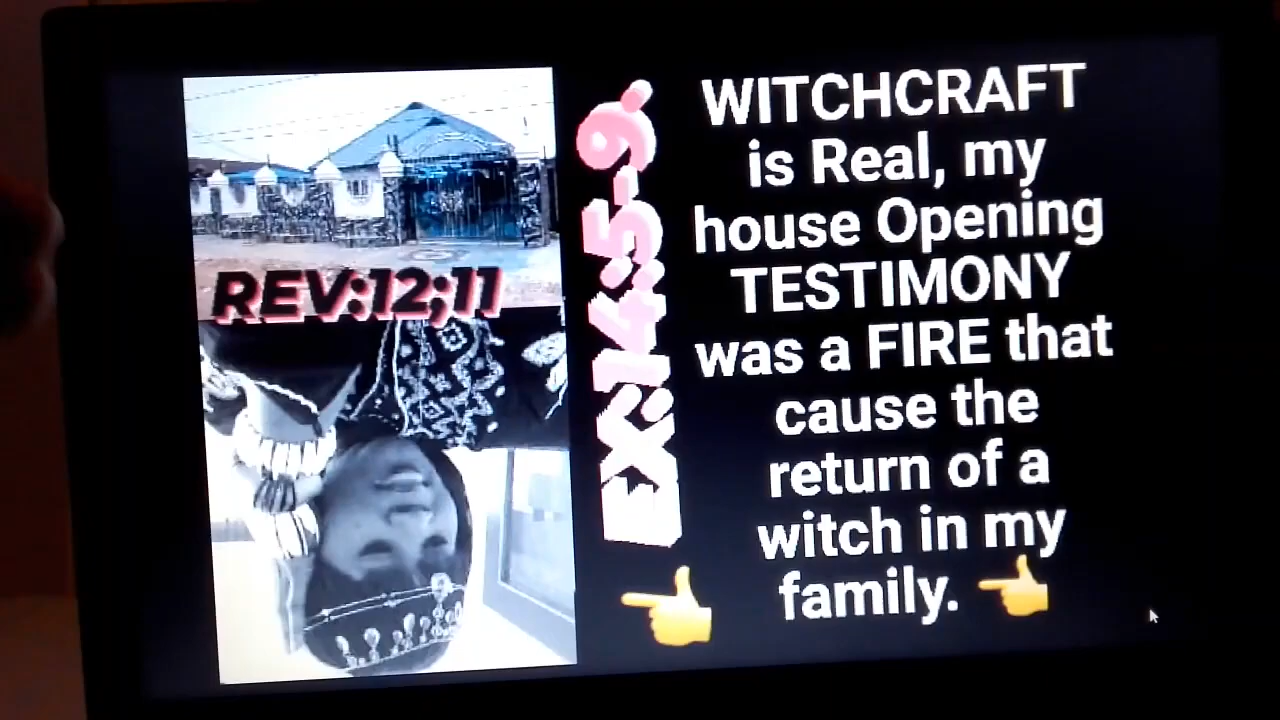 REV:12;11
EX:14:5-9,
WITCHCRAFT
is Real, my
house Opening
TESTIMONY
was a FIRE that
cause the
return of a
witch in my
family.